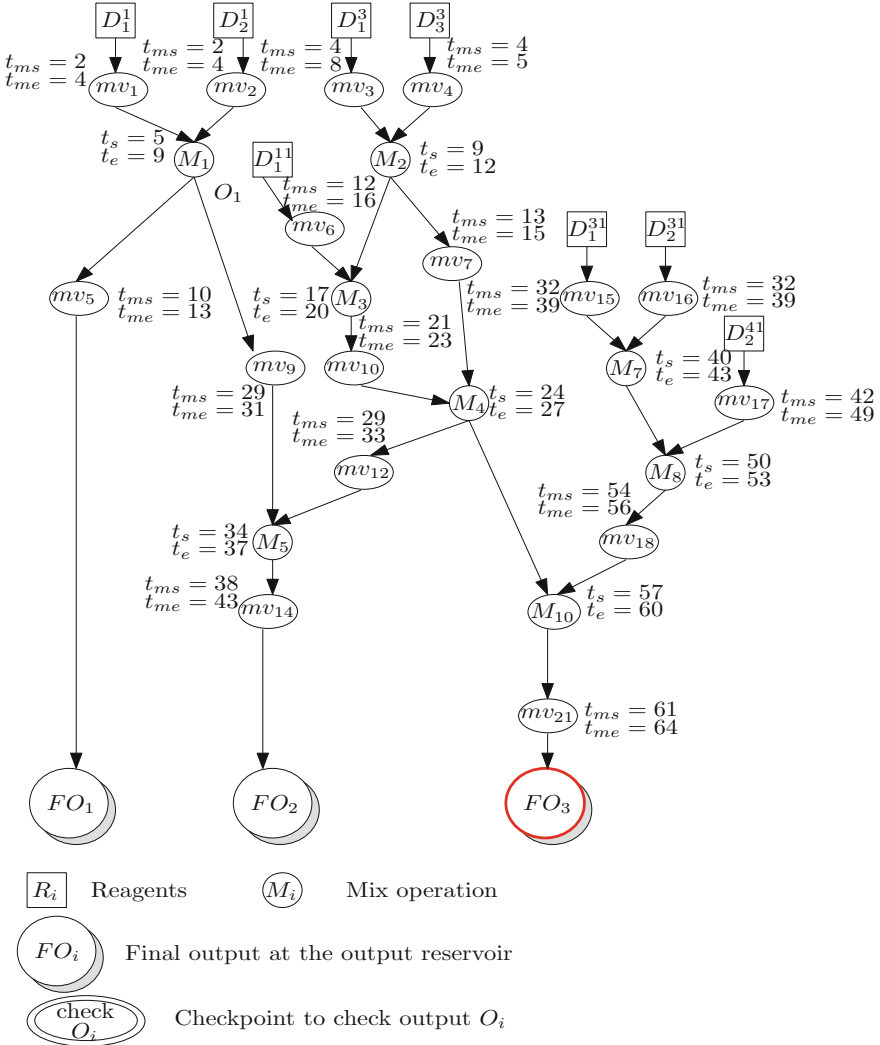 D_1^1 D_2^1 D_1^3 D_3^3
t_ms = 2 t_ms = 2 t_ms = 4 t_ms = 4
t_me = 4 t_me = 4 t_me = 8 t_me = 5
mv_1 mv_2 mv_3 mv_4
t_s = 5 t_s = 9
t_e = 9 t_e = 12
M_1 D_1^11 M_2
O_1
t_ms = 12
t_me = 16
mv_6
t_ms = 13
t_me = 15
mv_7
D_1^31 D_2^31
mv_5
t_ms = 10
t_me = 13
t_s = 17
t_e = 20
M_3
t_ms = 32
t_me = 39
mv_15 mv_16
t_ms = 32
t_me = 39
t_ms = 21
t_me = 23
D_2^41
mv_9 mv_10
M_7
t_s = 40
t_e = 43
t_ms = 29
t_me = 31
M_4
t_s = 24
t_e = 27
mv_17
t_ms = 42
t_me = 49
t_ms = 29
t_me = 33
mv_12
M_8
t_s = 50
t_e = 53
t_ms = 54
t_me = 56
t_s = 34
t_e = 37
M_5
mv_18
t_ms = 38
t_me = 43
mv_14
M_10
t_s = 57
t_e = 60
mv_21
t_ms = 61
t_me = 64
FO_1 FO_2 FO_3
R_i Reagents M_i Mix operation
FO_i Final output at the output reservoir
check
O_i
Checkpoint to check output O_i